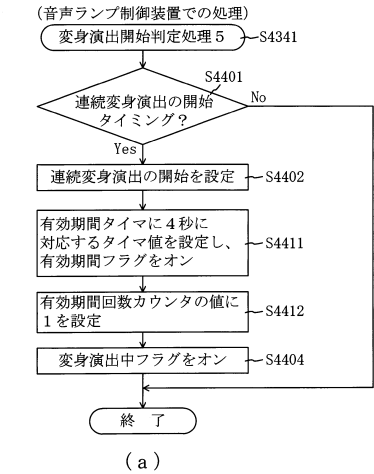 (音声ランプ制御装置での処理)
変身演出開始判定処理5
S4341
S4401
連続変身演出の開始
タイミング?
No
Yes
連続変身演出の開始を設定
S4402
有効期間タイマに4秒に
対応するタイマ値を設定し、
有効期間フラグをオン
S4411
有効期間回数カウンタの値に
1を設定
S4412
変身演出中フラグをオン
S4404
終 了
(a)